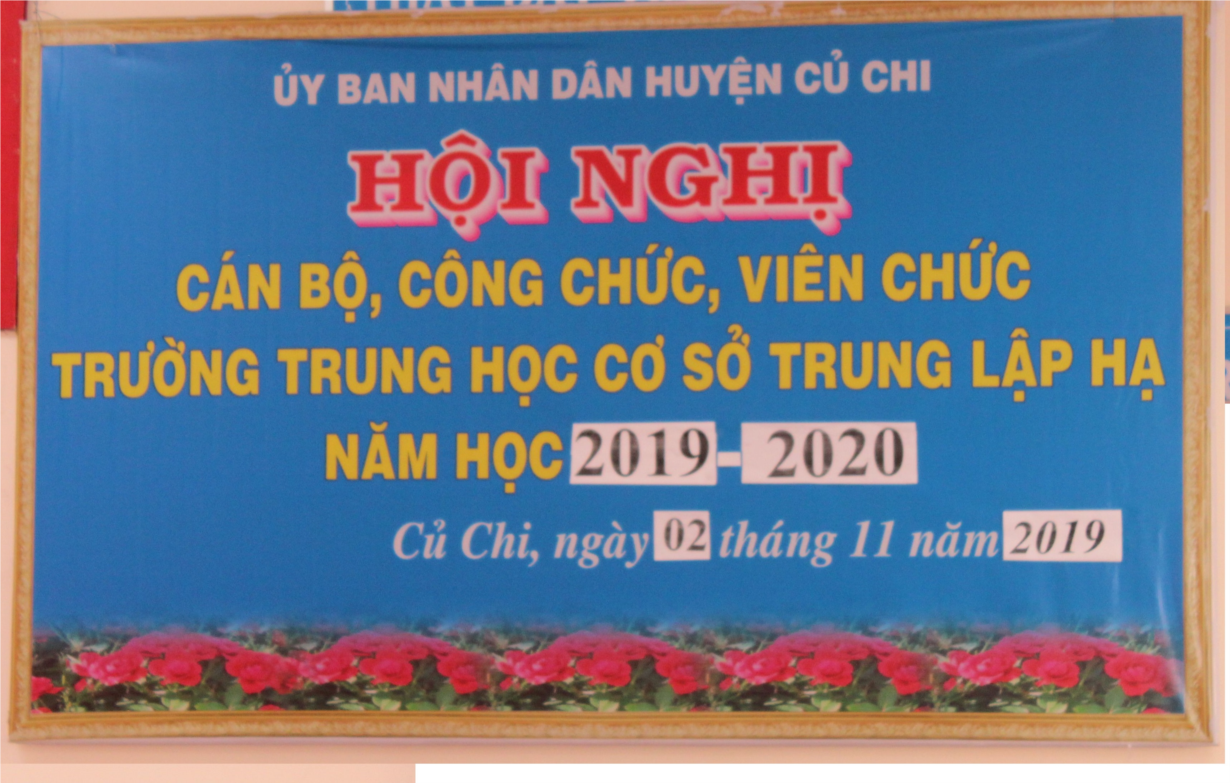 ỦY BAN NHÂN DÂN HUYỆN CỦ CHI
HỘI NGHỊ
CÁN BỘ, CÔNG CHỨC, VIÊN CHỨC
TRƯỜNG TRUNG HỌC CƠ SỞ TRUNG LẬP HẠ
NĂM HỌC 2019 - 2020
Củ Chi, ngày 02 tháng 11 năm 2019